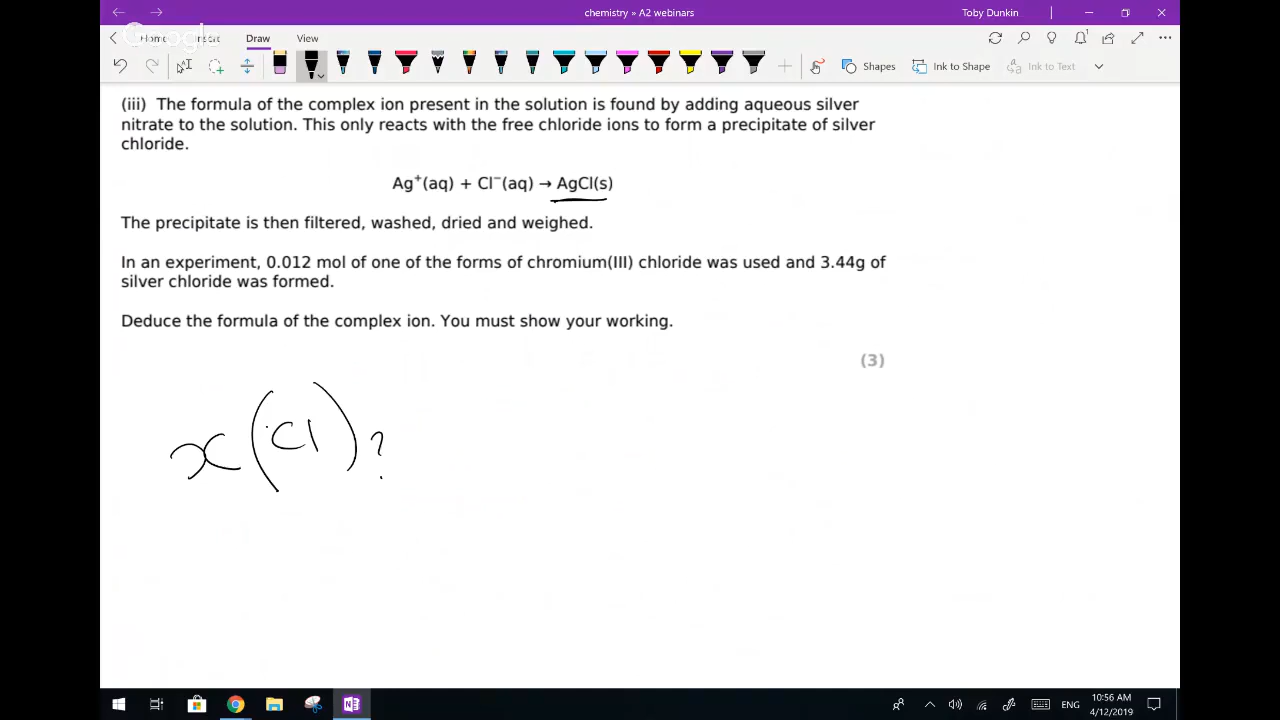 chemistry » A2 webinars
Toby Dunkin
Google
Home
Insert
Draw
View
Shapes
Ink to Shape
Ink to Text
(iii) The formula of the complex ion present in the solution is found by adding aqueous silver
nitrate to the solution. This only reacts with the free chloride ions to form a precipitate of silver
chloride.
Ag⁺(aq) + Cl⁻(aq) → AgCl(s)
The precipitate is then filtered, washed, dried and weighed.
In an experiment, 0.012 mol of one of the forms of chromium(III) chloride was used and 3.44g of
silver chloride was formed.
Deduce the formula of the complex ion. You must show your working.
(3)
x(Cl)?
ENG
10:56 AM
4/12/2019